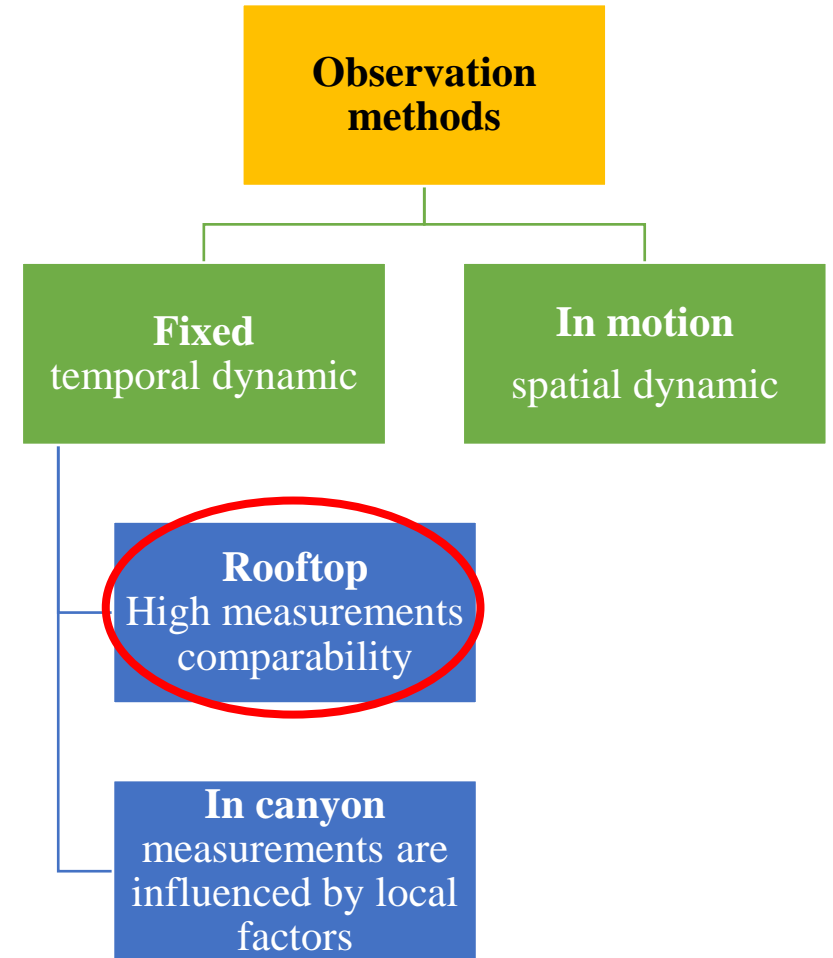 Observation
methods
Fixed
temporal dynamic
In motion
spatial dynamic
Rooftop
High measurements
comparability
In canyon
measurements are
influenced by local
factors